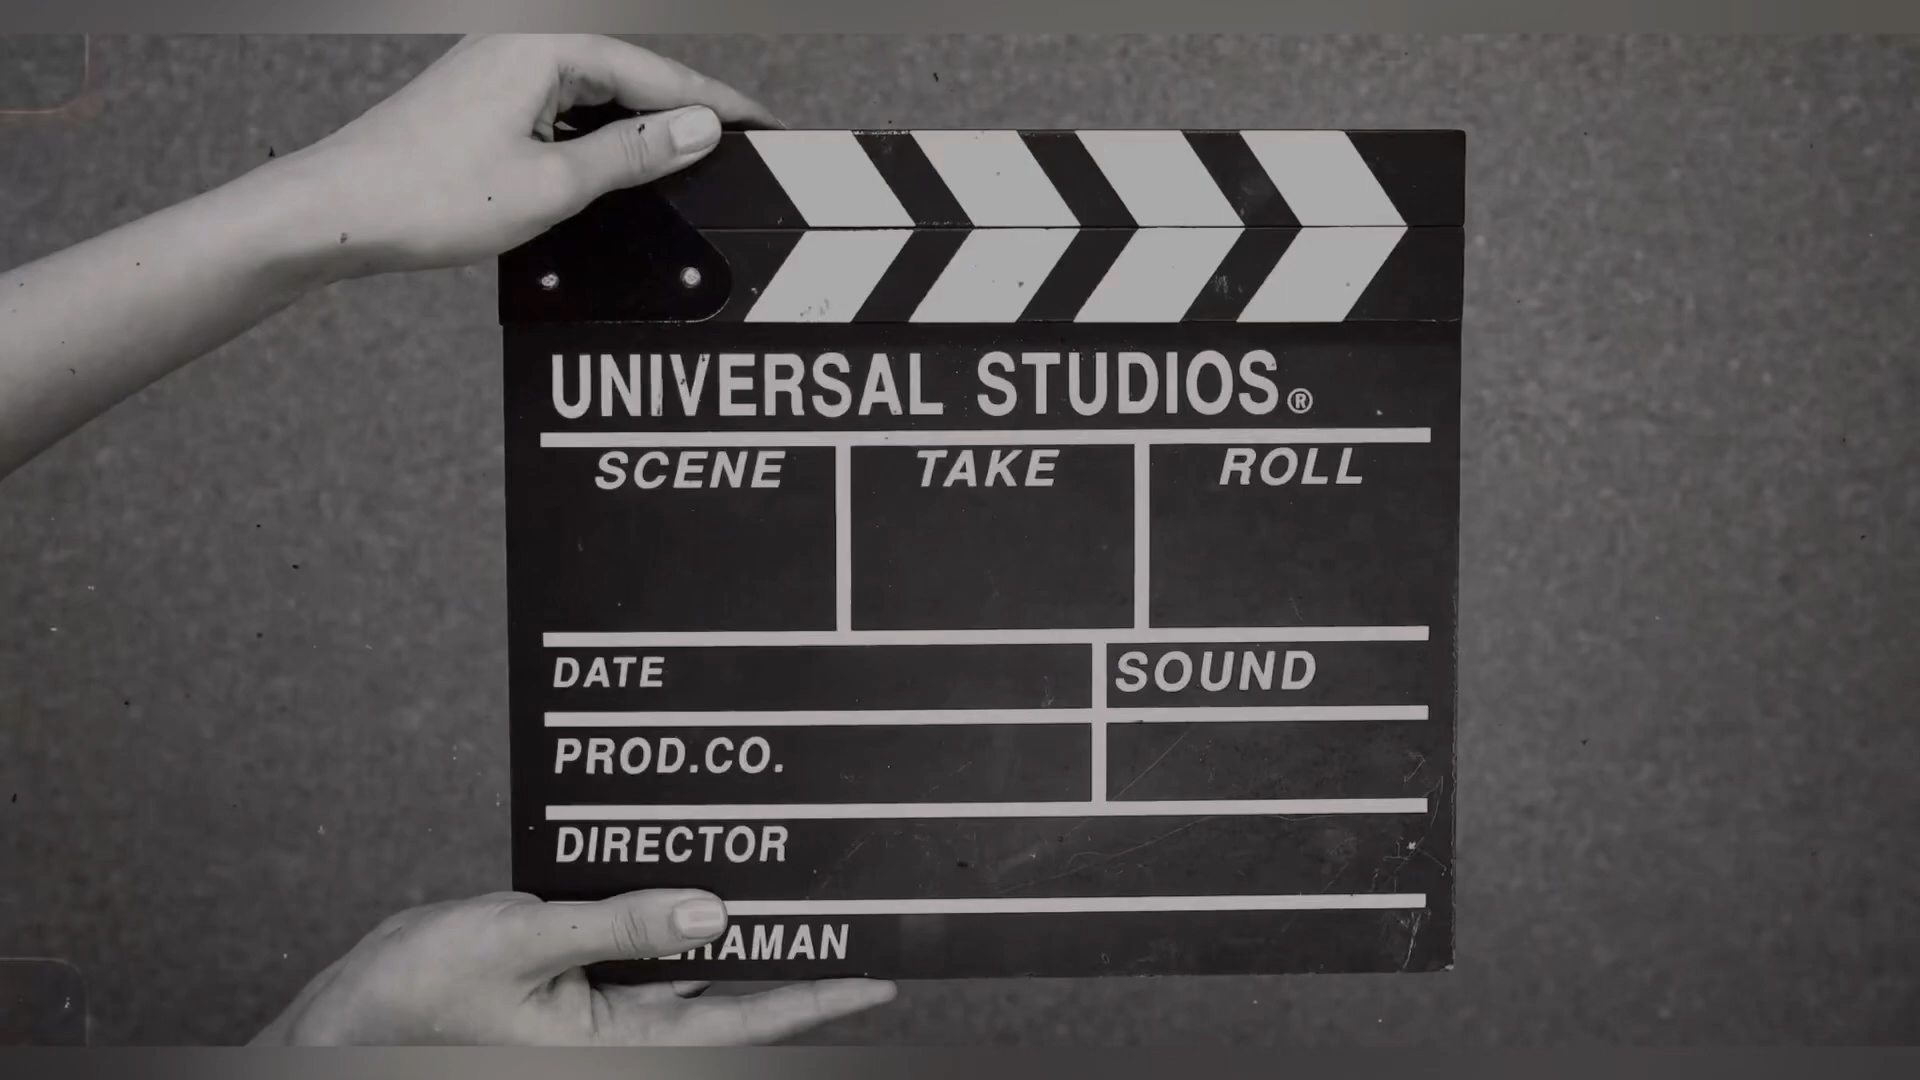 UNIVERSAL STUDIOS®
SCENE TAKE ROLL
DATE SOUND
PROD.CO.
DIRECTOR